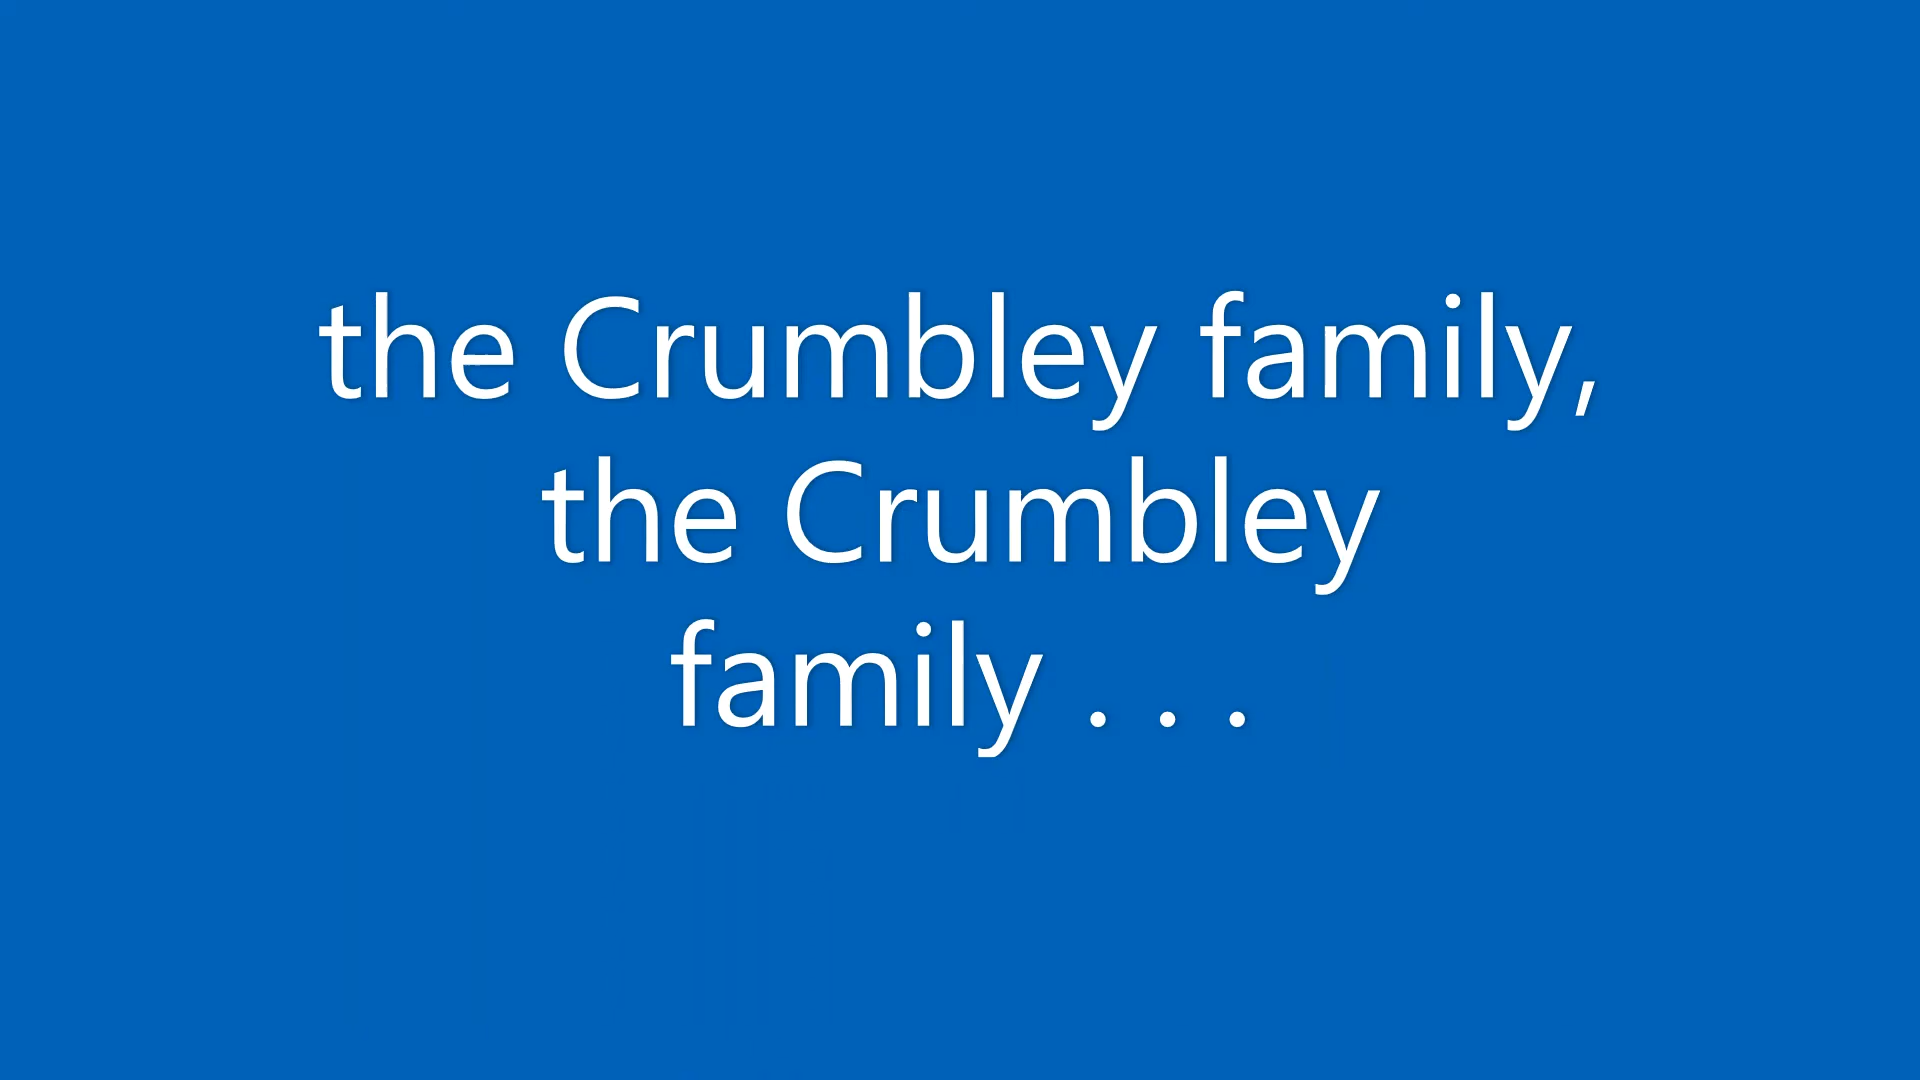 the Crumbley family,
the Crumbley
family . . .